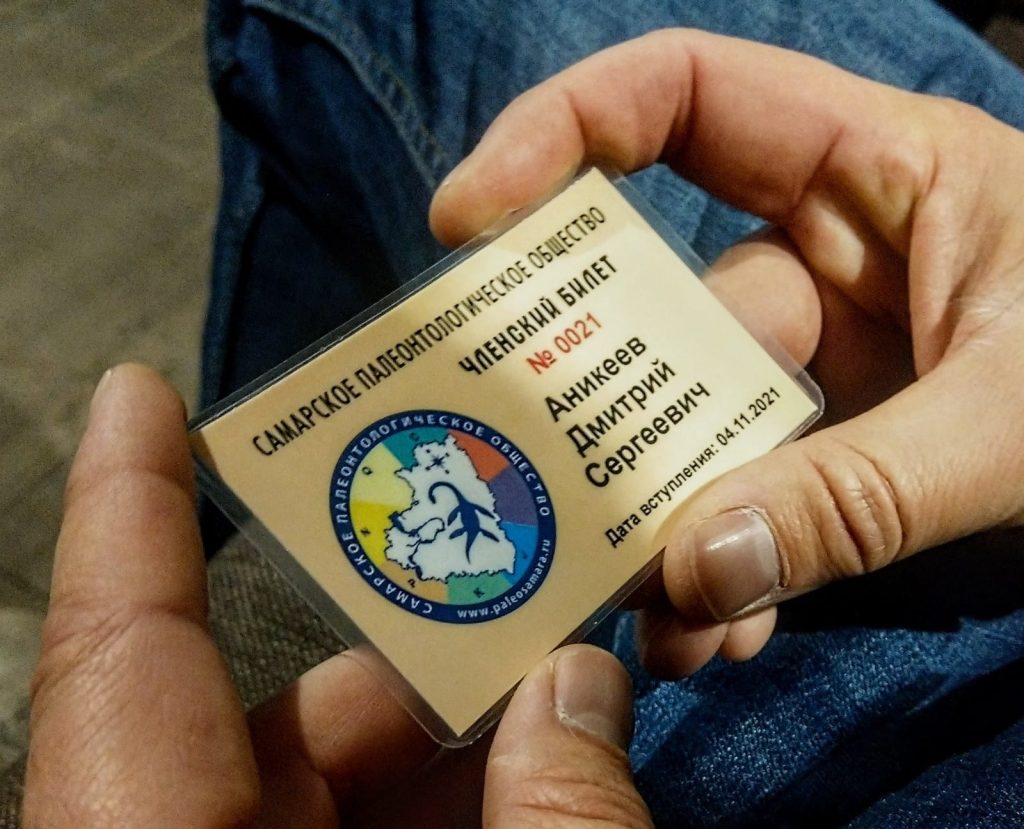 САМАРСКОЕ ПАЛЕОНТОЛОГИЧЕСКОЕ ОБЩЕСТВО
ЧЛЕНСКИЙ БИЛЕТ
№ 0021
Аникеев
Дмитрий
Сергеевич
Дата вступления: 04.11.2021
САМАРСКОЕ ПАЛЕОНТОЛОГИЧЕСКОЕ ОБЩЕСТВО
www.paleosamara.ru